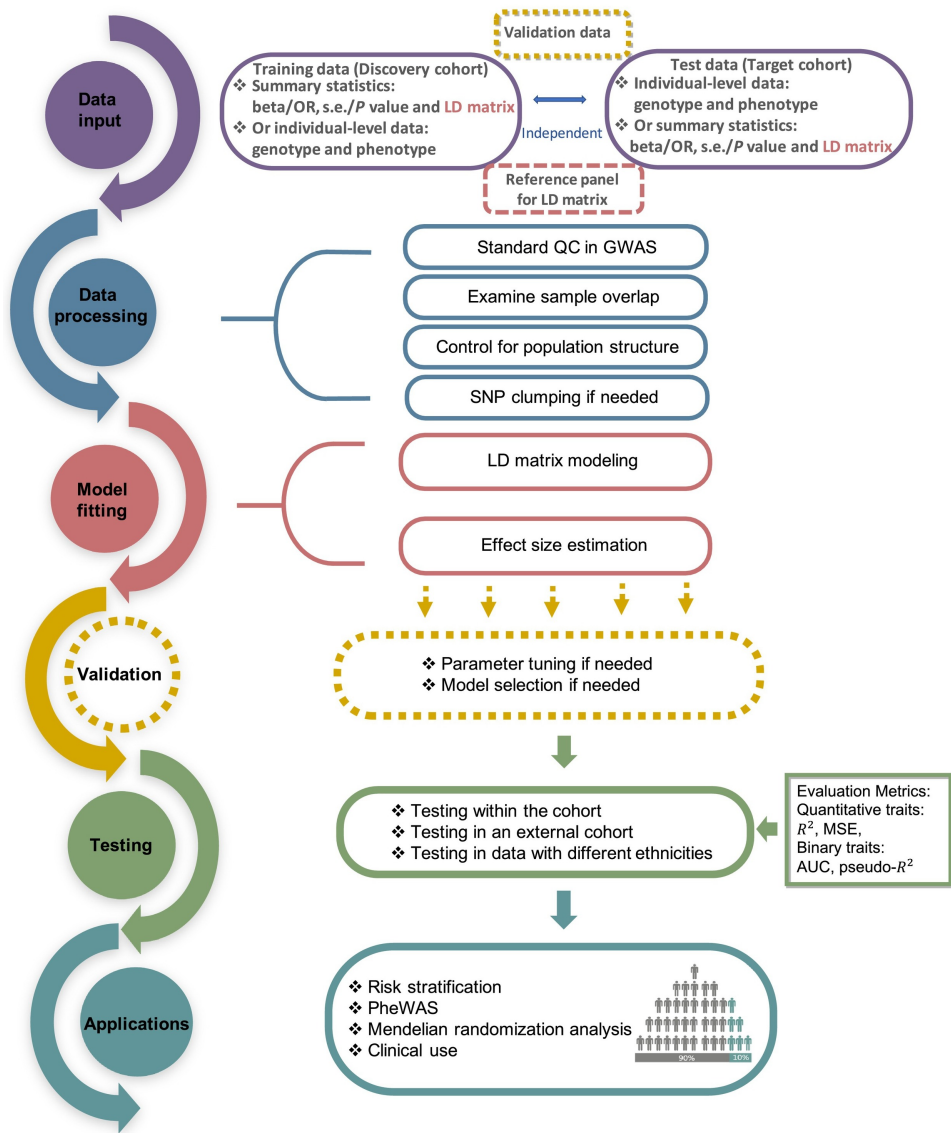 Validation data
Training data (Discovery cohort)
❖ Summary statistics:
beta/OR, s.e./P value and LD matrix
❖ Or individual-level data:
genotype and phenotype
Independent
Test data (Target cohort)
❖ Individual-level data:
genotype and phenotype
❖ Or summary statistics:
beta/OR, s.e./P value, and LD matrix
Reference panel
for LD matrix
Data
input
Data
processing
Standard QC in GWAS
Examine sample overlap
Control for population structure
SNP clumping if needed
Model
fitting
LD matrix modeling
Effect size estimation
Validation
❖ Parameter tuning if needed
❖ Model selection if needed
Testing
❖ Testing within the cohort
❖ Testing in an external cohort
❖ Testing in data with different ethnicities
Evaluation Metrics:
Quantitative traits:
R², MSE,
Binary traits:
AUC, pseudo-R²
Applications
❖ Risk stratification
❖ PheWAS
❖ Mendelian randomization analysis
❖ Clinical use
90%
10%